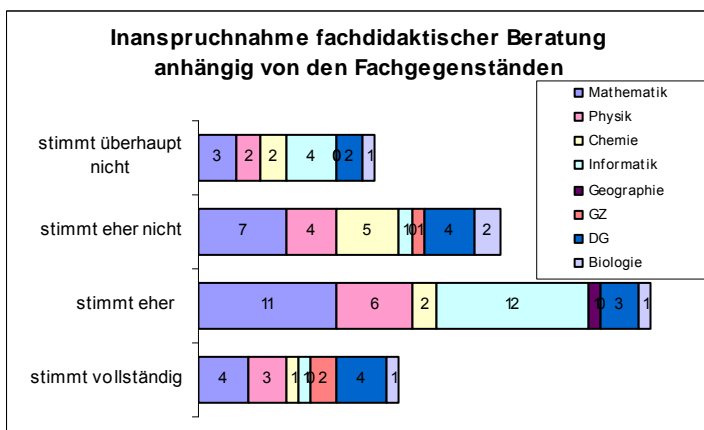 Inanspruchnahme fachdidaktischer Beratung
anhängig von den Fachgegenständen
Mathematik
Physik
Chemie
Informatik
Geographie
GZ
DG
Biologie
stimmt überhaupt
nicht
3 2 2 4 0 2 1
stimmt eher nicht
7 4 5 1 0 1 4 2
stimmt eher
11 6 2 12 1 0 3 1
stimmt vollständig
4 3 1 1 0 2 4 1